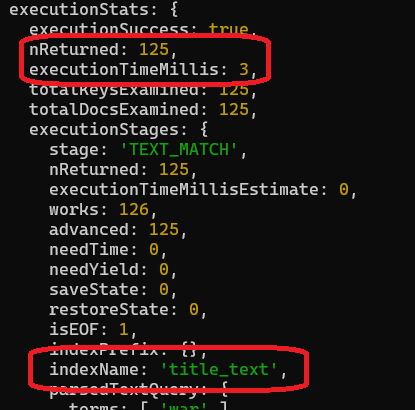 executionStats: {
executionSuccess: true,
nReturned: 125,
executionTimeMillis: 3,
totalKeysExamined: 125,
totalDocsExamined: 125,
executionStages: {
stage: 'TEXT_MATCH',
nReturned: 125,
executionTimeMillisEstimate: 0,
works: 126,
advanced: 125,
needTime: 0,
needYield: 0,
saveState: 0,
restoreState: 0,
isEOF: 1,
indexPrefix: {},
indexName: 'title_text',
parsedTextQuery: {
terms: [ 'war' ]